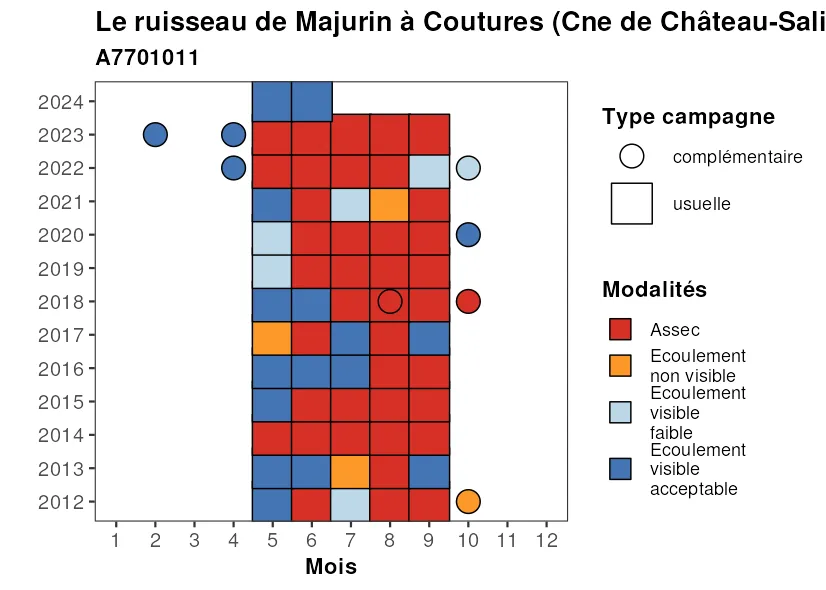 Le ruisseau de Majurin à Coutures (Cne de Château-Sali
A7701011
2024
2023
2022
2021
2020
2019
2018
2017
2016
2015
2014
2013
2012
1 2 3 4 5 6 7 8 9 10 11 12
Mois
Type campagne
complémentaire
usuelle
Modalités
Assec
Ecoulement
non visible
Ecoulement
visible
faible
Ecoulement
visible
acceptable